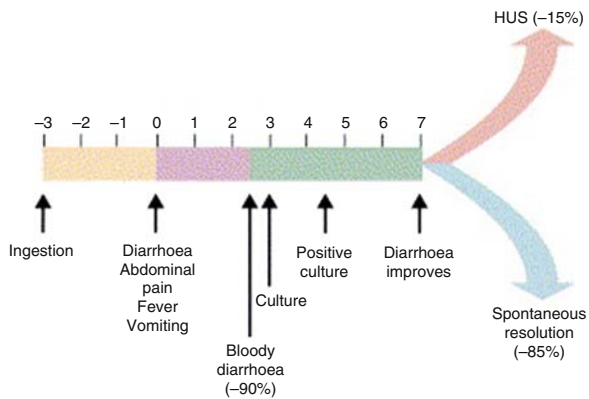 HUS (–15%)
–3 –2 –1 0 1 2 3 4 5 6 7
Ingestion
Diarrhoea
Abdominal
pain
Fever
Vomiting
Bloody
diarrhoea
(–90%)
Culture
Positive
culture
Diarrhoea
improves
Spontaneous
resolution
(–85%)